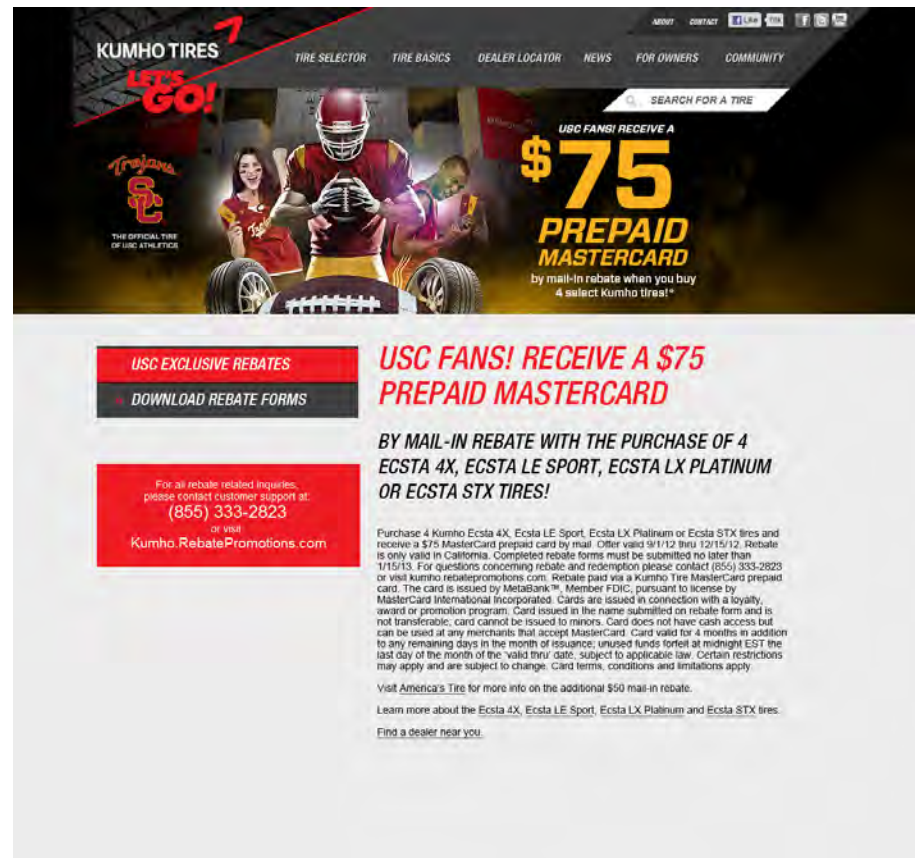 ABOUT CONTACT Like
KUMHO TIRES
TIRE SELECTOR TIRE BASICS DEALER LOCATOR NEWS FOR OWNERS COMMUNITY
LET'S
GO!
SEARCH FOR A TIRE
USC FANS! RECEIVE A
$75
PREPAID
MASTERCARD
by mail-in rebate when you buy
4 select Kumho tires!*
Trojans
SC
THE OFFICIAL TIRE
OF USC ATHLETICS
USC EXCLUSIVE REBATES
DOWNLOAD REBATE FORMS
For all rebate related inquiries,
please contact customer support at:
(855) 333-2823
or visit
Kumho.RebatePromotions.com
USC FANS! RECEIVE A $75
PREPAID MASTERCARD
BY MAIL-IN REBATE WITH THE PURCHASE OF 4
ECSTA 4X, ECSTA LE SPORT, ECSTA LX PLATINUM
OR ECSTA STX TIRES!
Purchase 4 Kumho Ecsta 4X, Ecsta LE Sport, Ecsta LX Platinum or Ecsta STX tires and
receive a $75 MasterCard prepaid card by mail. Offer valid 9/1/12 thru 12/15/12. Rebate
is only valid in California. Completed rebate forms must be submitted no later than
1/15/13. For questions concerning rebate and redemption please contact (855) 333-2823
or visit kumho.rebatepromotions.com. Rebate paid via a Kumho Tire MasterCard prepaid
card. The card is issued by MetaBank™, Member FDIC, pursuant to license by
MasterCard International Incorporated. Cards are issued in connection with a loyalty,
award or promotion program. Card issued in the name submitted on rebate form and is
not transferable; card cannot be issued to minors. Card does not have cash access but
can be used at any merchants that accept MasterCard. Card valid for 4 months in addition
to any remaining days in the month of issuance; unused funds forfeit at midnight EST the
last day of the month of the 'valid thru' date, subject to applicable law. Certain restrictions
may apply and are subject to change. Card terms, conditions and limitations apply.
Visit America's Tire for more info on the additional $50 mail-in rebate.
Learn more about the Ecsta 4X, Ecsta LE Sport, Ecsta LX Platinum and Ecsta STX tires.
Find a dealer near you.